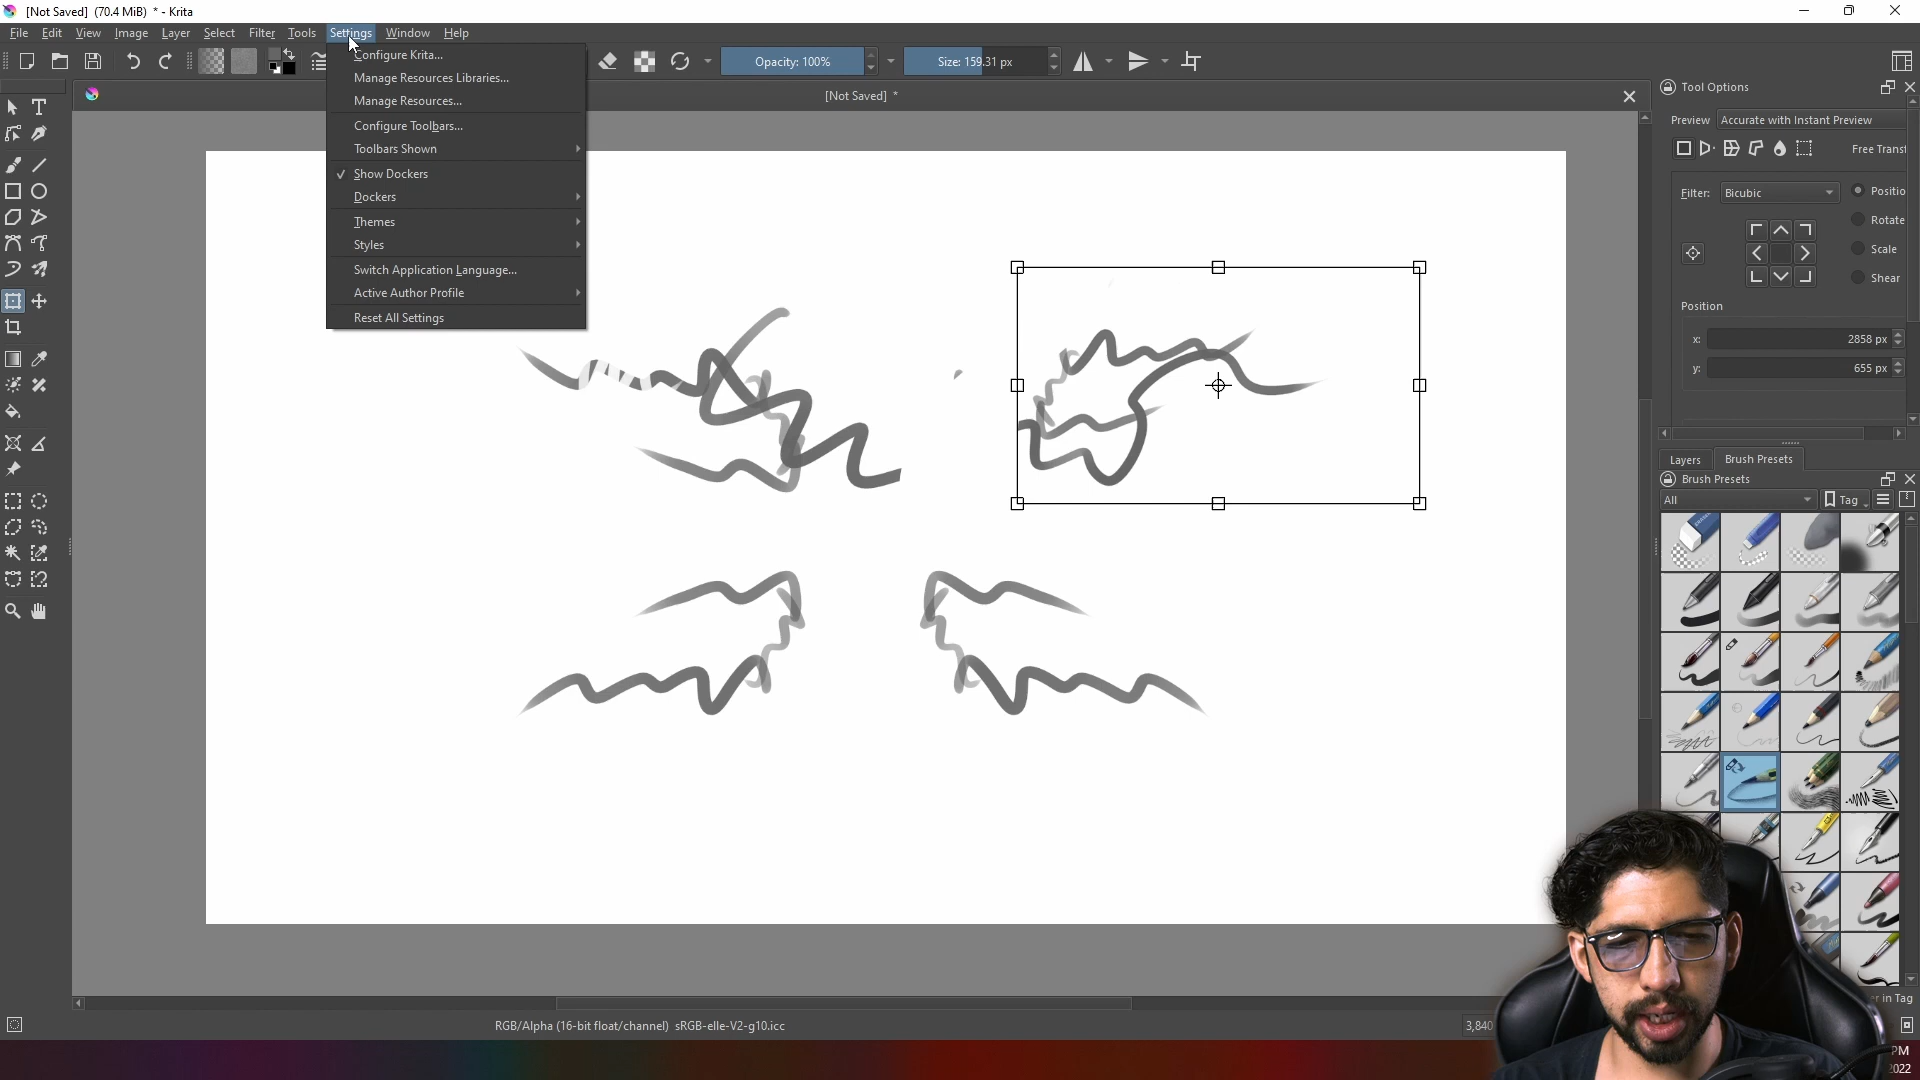 [Not Saved] (70.4 MiB) * - Krita
File Edit View Image Layer Select Filter Tools Settings Window Help
Opacity: 100%
Size: 159.31 px
[Not Saved] *
Configure Krita...
Manage Resources Libraries...
Manage Resources...
Configure Toolbars...
Toolbars Shown
Show Dockers
Dockers
Themes
Styles
Switch Application Language...
Active Author Profile
Reset All Settings
Tool Options
Preview Accurate with Instant Preview
Free Transf
Filter: Bicubic
Positio
Rotate
Scale
Shear
Position
x: 2858 px
y: 655 px
Layers Brush Presets
Brush Presets
All Tag
in Tag
RGB/Alpha (16-bit float/channel) sRGB-elle-V2-g10.icc
3,840
PM
2022